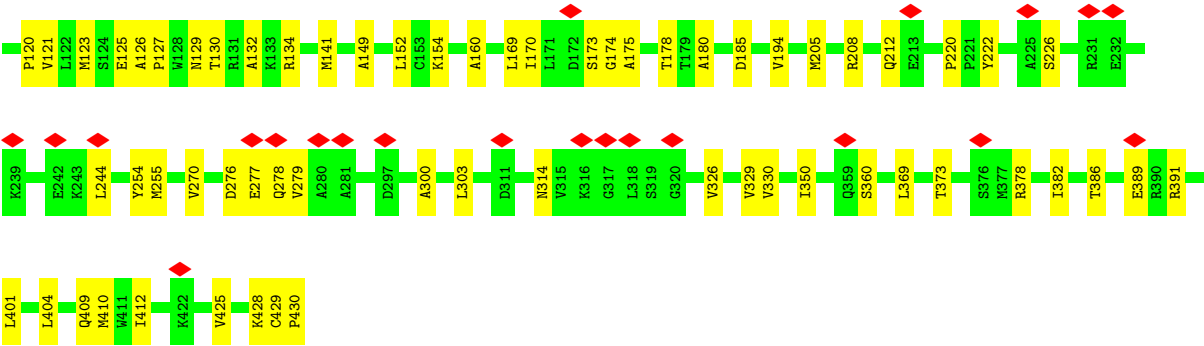 P120 V121 L122 M123 S124 E125 A126 P127 W128 N129 T130 R131 A132 K133 R134 M141 A149 L152 C153 K154 A160 L169 I170 L171 D172 S173 G174 A175 T178 T179 A180 D185 V194 M205 R208 Q212 E213 P220 P221 Y222 A225 S226 R231 E232
K239 E242 K243 L244 Y254 M255 V270 D276 E277 Q278 V279 A280 A281 D297 A300 L303 D311 N314 V315 K316 G317 L318 S319 G320 V326 V329 V330 I350 Q359 S360 L369 T373 S376 M377 R378 I382 T386 E389 R390 R391
L401 L404 Q409 M410 W411 I412 K422 V425 K428 C429 P430